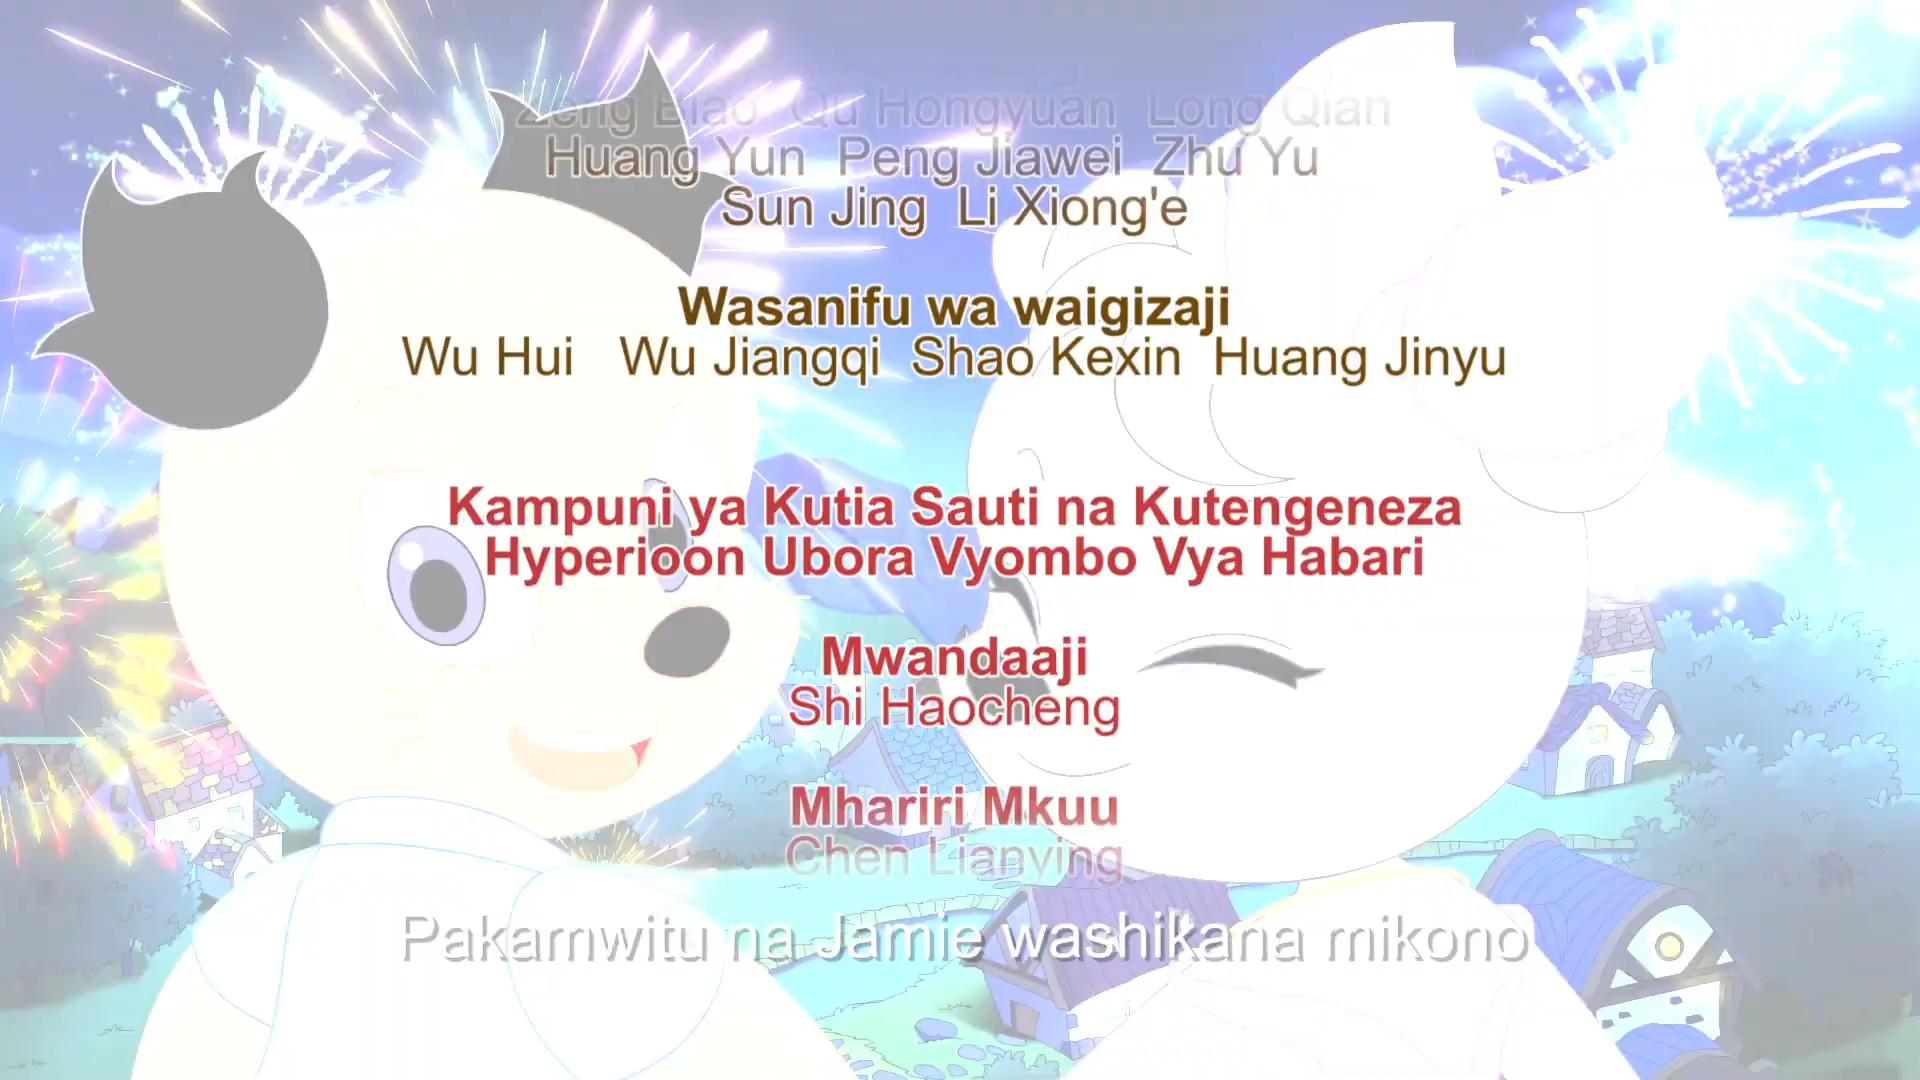 Zeng Biao Qu Hongyuan Long Qian
Huang Yun Peng Jiawei Zhu Yu
Sun Jing Li Xiong'e
Wasanifu wa waigizaji
Wu Hui Wu Jiangqi Shao Kexin Huang Jinyu
Kampuni ya Kutia Sauti na Kutengeneza
Hyperioon Ubora Vyombo Vya Habari
Mwandaaji
Shi Haocheng
Mhariri Mkuu
Chen Lianying
Pakamwitu na Jamie washikana mikono